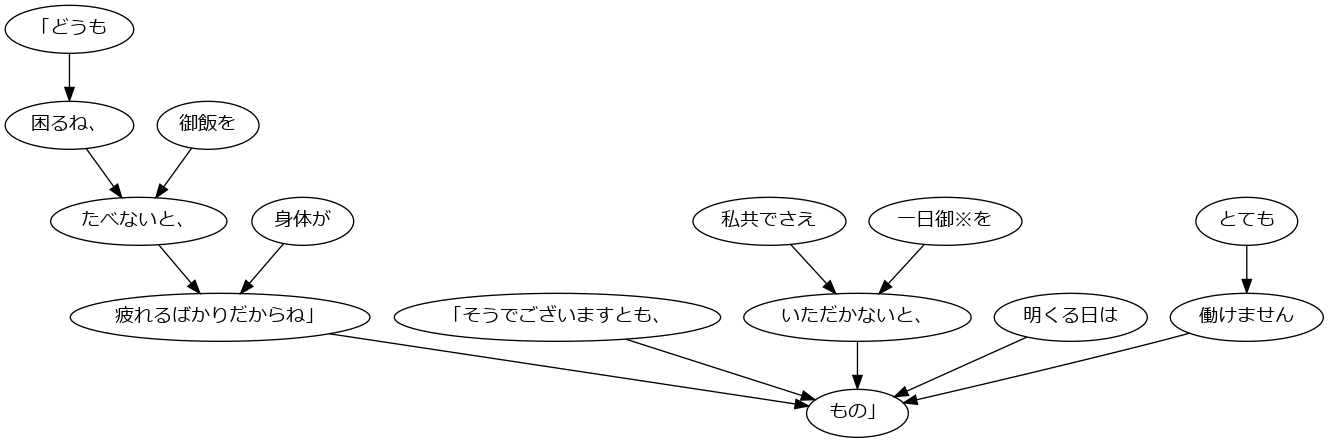 「どうも
困るね、
御飯を
たべないと、
身体が
私共でさえ
一日御※を
とても
疲れるばかりだからね」
「そうでございますとも、
いただかないと、
明くる日は
働けません
もの」